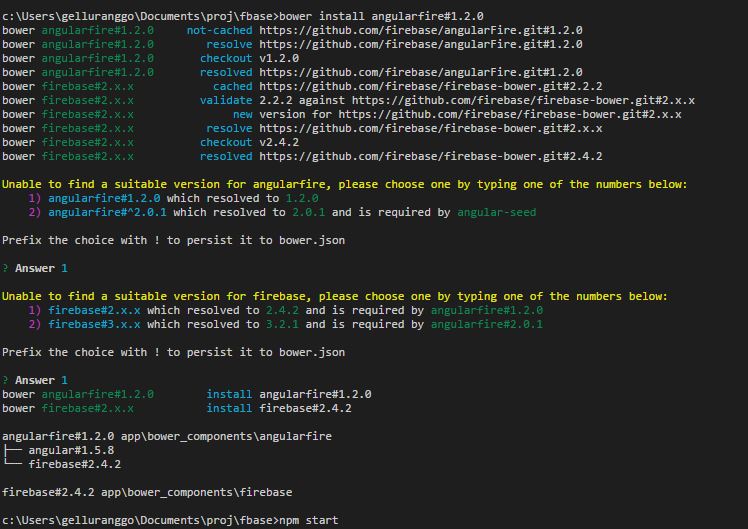 c:\Users\gelluranggo\Documents\proj\fbase>bower install angularfire#1.2.0
bower angularfire#1.2.0 not-cached https://github.com/firebase/angularFire.git#1.2.0
bower angularfire#1.2.0 resolve https://github.com/firebase/angularFire.git#1.2.0
bower angularfire#1.2.0 checkout v1.2.0
bower angularfire#1.2.0 resolved https://github.com/firebase/angularFire.git#1.2.0
bower firebase#2.x.x cached https://github.com/firebase/firebase-bower.git#2.2.2
bower firebase#2.x.x validate 2.2.2 against https://github.com/firebase/firebase-bower.git#2.x.x
bower firebase#2.x.x new version for https://github.com/firebase/firebase-bower.git#2.x.x
bower firebase#2.x.x resolve https://github.com/firebase/firebase-bower.git#2.x.x
bower firebase#2.x.x checkout v2.4.2
bower firebase#2.x.x resolved https://github.com/firebase/firebase-bower.git#2.4.2
Unable to find a suitable version for angularfire, please choose one by typing one of the numbers below:
1) angularfire#1.2.0 which resolved to 1.2.0
2) angularfire#^2.0.1 which resolved to 2.0.1 and is required by angular-seed
Prefix the choice with ! to persist it to bower.json
? Answer 1
Unable to find a suitable version for firebase, please choose one by typing one of the numbers below:
1) firebase#2.x.x which resolved to 2.4.2 and is required by angularfire#1.2.0
2) firebase#3.x.x which resolved to 3.2.1 and is required by angularfire#2.0.1
Prefix the choice with ! to persist it to bower.json
? Answer 1
bower angularfire#1.2.0 install angularfire#1.2.0
bower firebase#2.x.x install firebase#2.4.2
angularfire#1.2.0 app\bower_components\angularfire
├── angular#1.5.8
└── firebase#2.4.2
firebase#2.4.2 app\bower_components\firebase
c:\Users\gelluranggo\Documents\proj\fbase>npm start